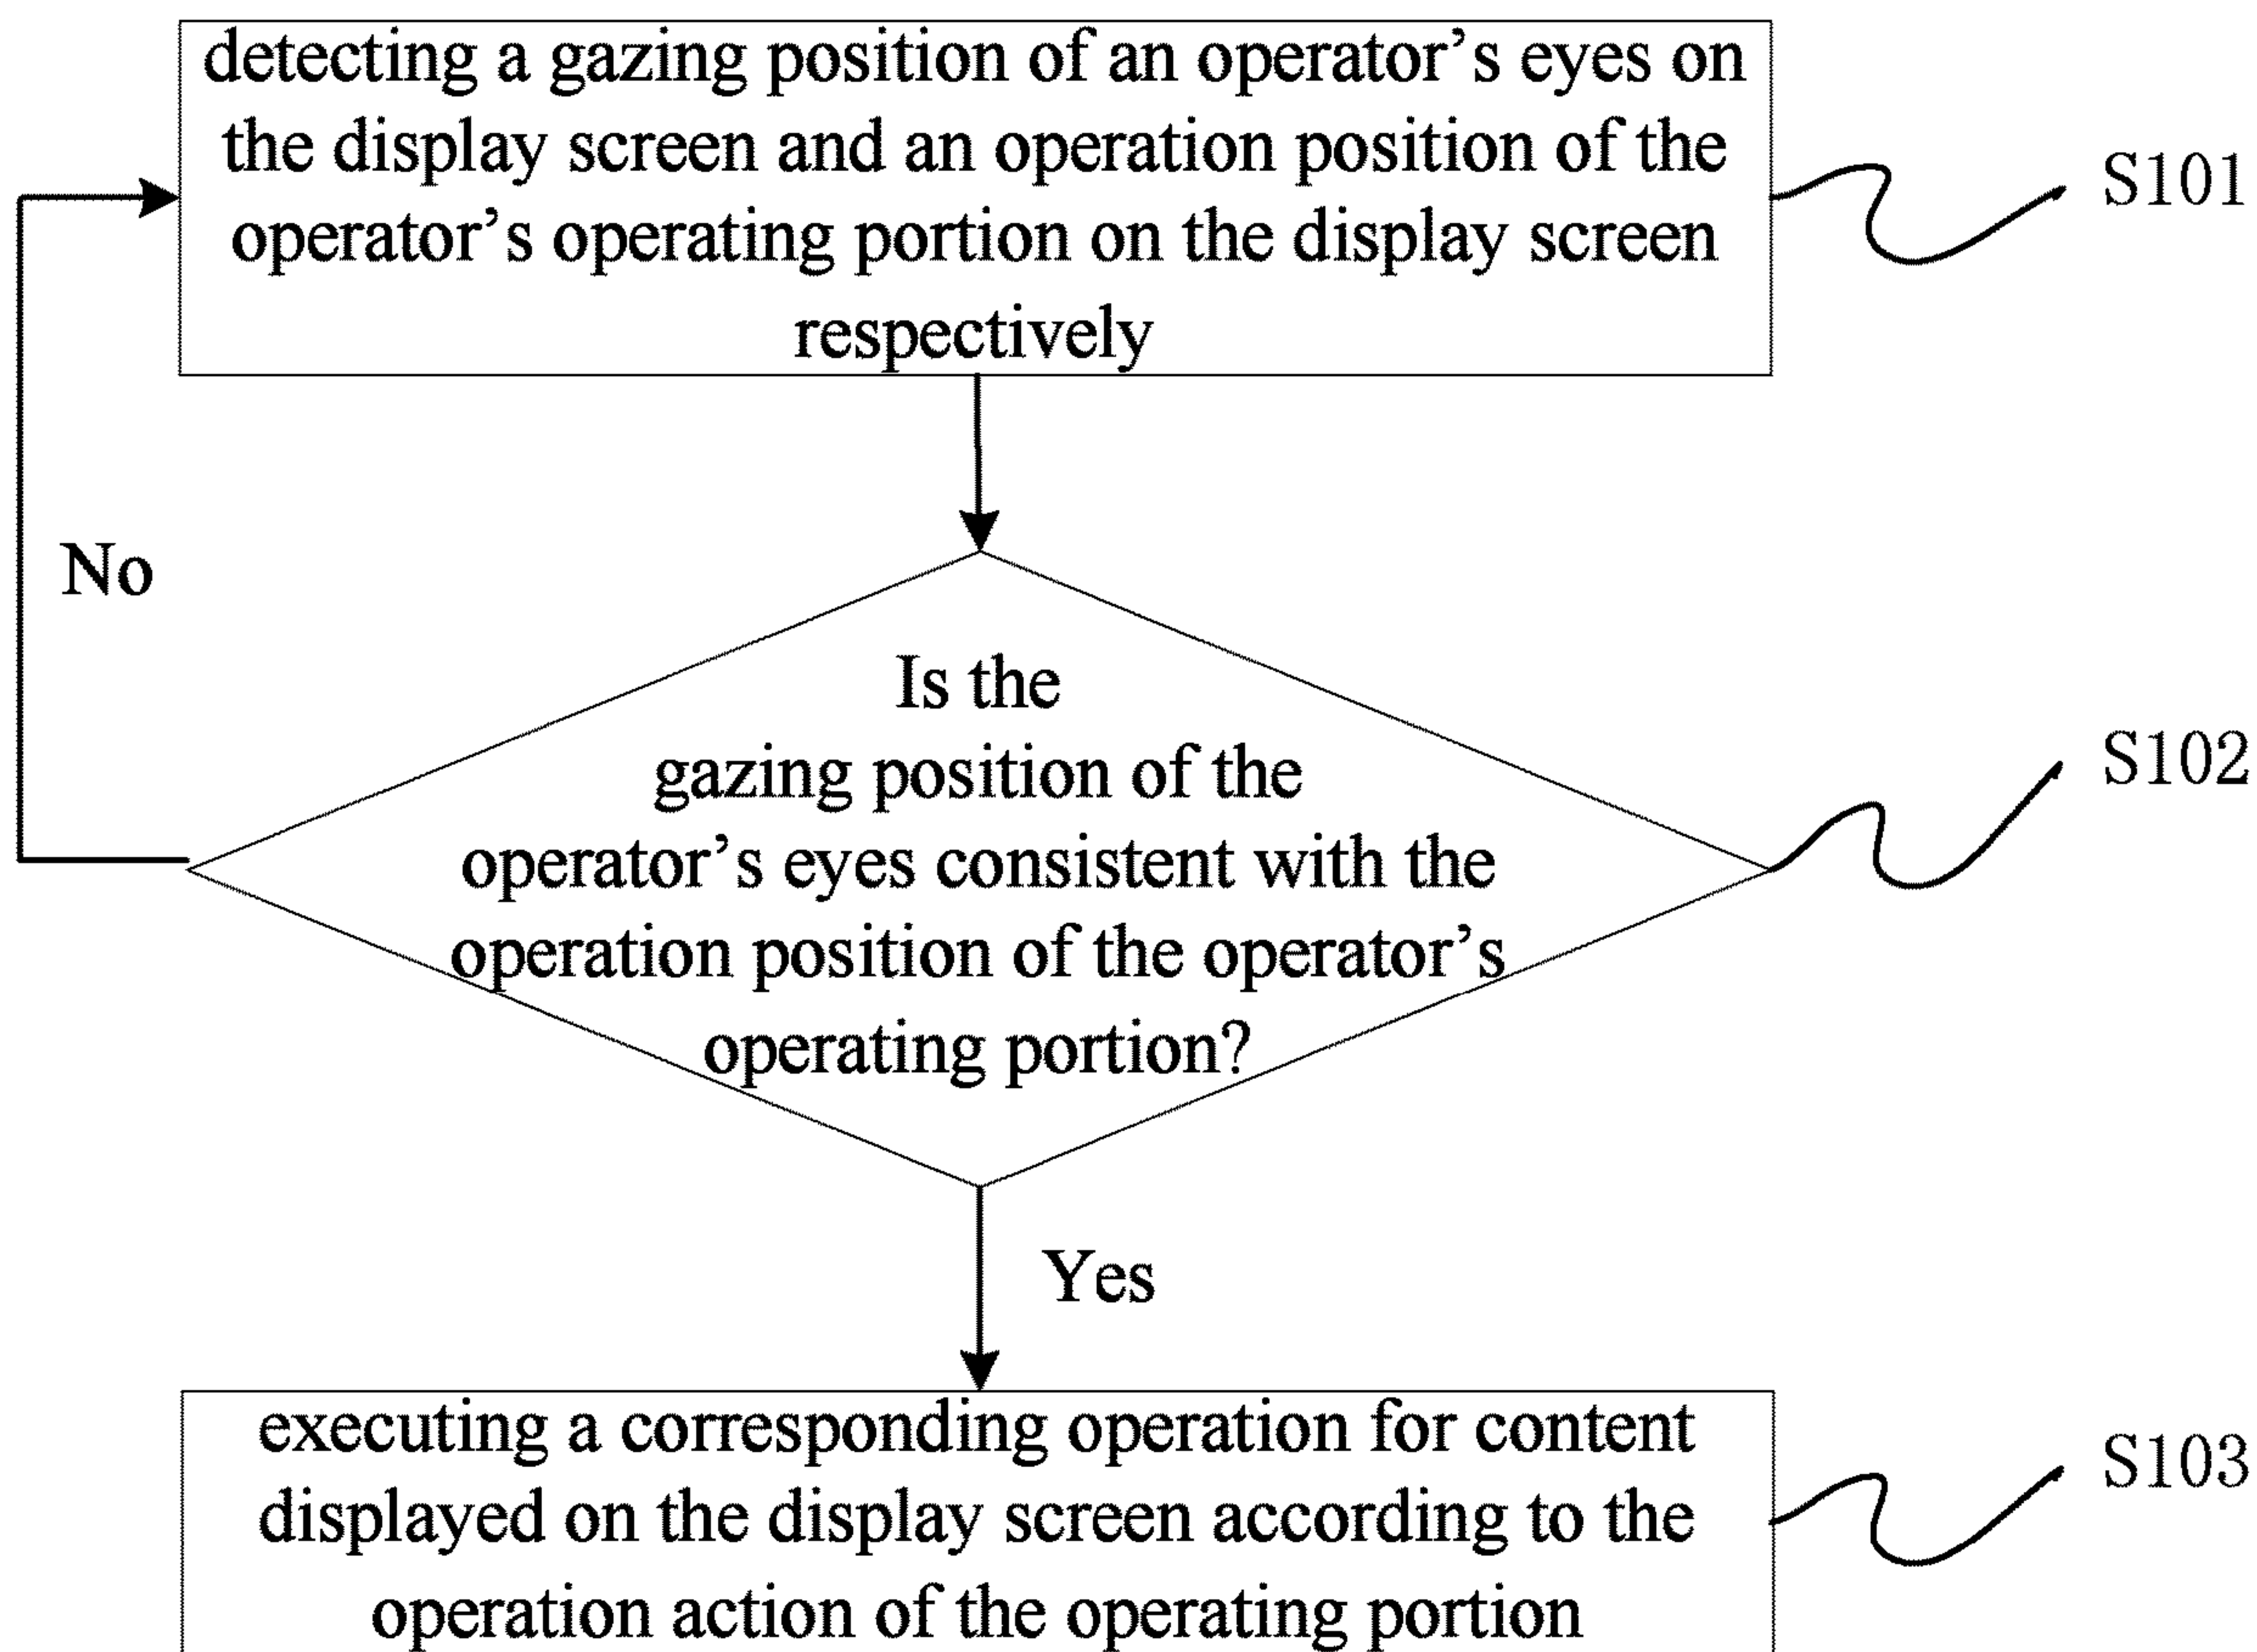 detecting a gazing position of an operator’s eyes on
the display screen and an operation position of the
operator’s operating portion on the display screen
respectively
S101
No
Is the
gazing position of the
operator’s eyes consistent with the
operation position of the operator’s
operating portion?
S102
Yes
executing a corresponding operation for content
displayed on the display screen according to the
operation action of the operating portion
S103